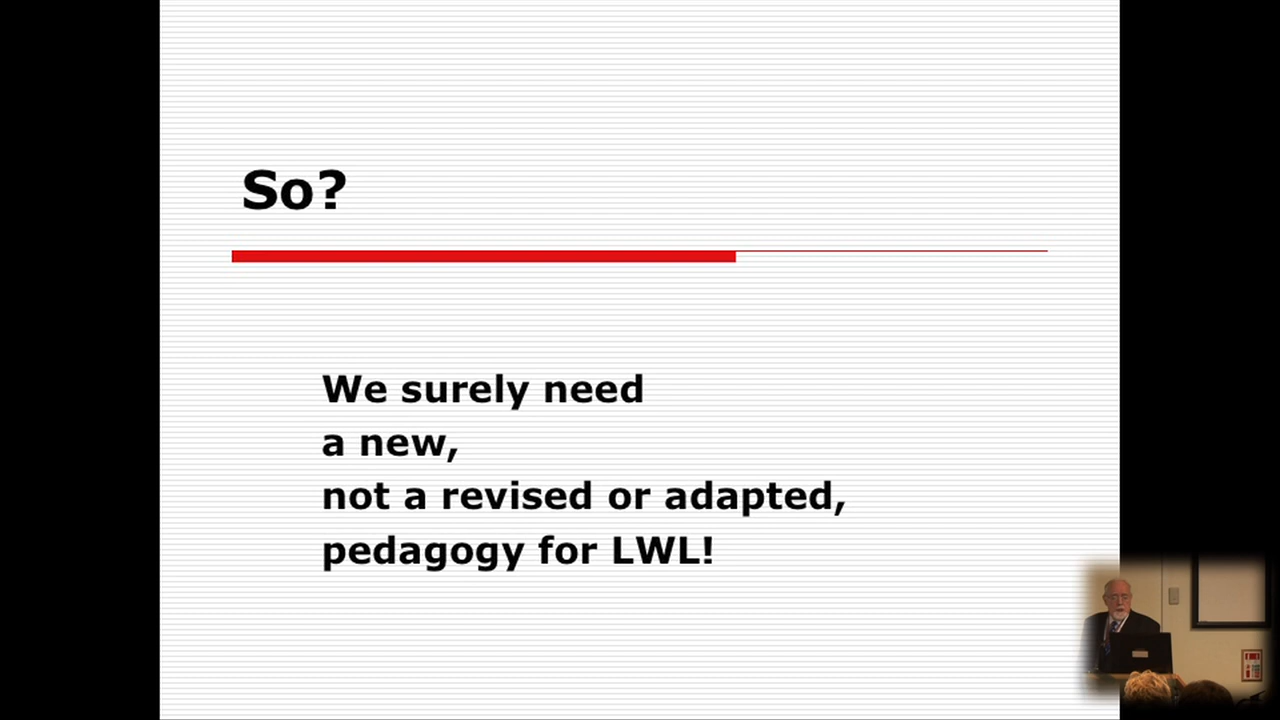 So?
We surely need
a new,
not a revised or adapted,
pedagogy for LWL!